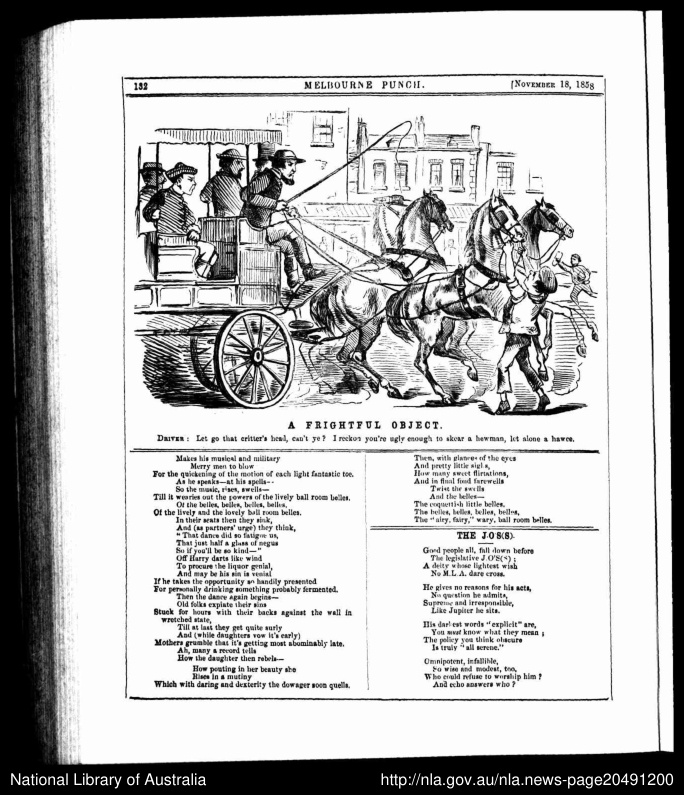 132
MELBOURNE PUNCH.
[NOVEMBER 18, 1858
A FRIGHTFUL OBJECT.
DRIVER: Let go that critter's head, can't ye? I reckon you're ugly enough to skear a hewman, let alone a hawce.
Makes his musical and military
Merry men to blow
For the quickening of the motion of each light fantastic toe.
As he speaks—at his spells--
So the music, rises, swells—
Till it wearies out the powers of the lively ball room belles.
Of the belles, belles, belles, belles,
Of the lively and the lovely ball room belles.
In their seats then they sink,
And (as partners' urge) they think,
"That dance did so fatigue us,
That just half a glass of negus
So if you'll be so kind—"
Off Harry darts like wind
To procure the liquor genial,
And may be his sin is venial
If he takes the opportunity so handily presented
For personally drinking something probably fermented.
Then the dance again begins—
Old folks expiate their sins
Stuck for hours with their backs against the wall in
wretched state,
Till at last they get quite surly
And (while daughters vow it's early)
Mothers grumble that it's getting most abominably late.
Ah, many a record tells
How the daughter then rebels—
How pouting in her beauty she
Rises in a mutiny
Which with daring and dexterity the dowager soon quells.
Then, with glances of the eyes
And pretty little sighs,
How many sweet flirtations,
And in final fond farewells
Twist the swells
And the belles—
The coquettish little belles,
The belles, belles, belles, belles,
The "airy, fairy," wary, ball room belles.
THE J.O'S(S).
Good people all, fall down before
The legislative J.O'S(S);
A deity whose lightest wish
No M.L.A. dare cross.
He gives no reasons for his acts,
No question he admits,
Supreme and irresponsible,
Like Jupiter he sits.
His darkest words "explicit" are,
You must know what they mean;
The policy you think obscure
Is truly "all serene."
Omnipotent, infallible,
So wise and modest, too,
Who could refuse to worship him?
And echo answers who?
National Library of Australia
http://nla.gov.au/nla.news-page20491200